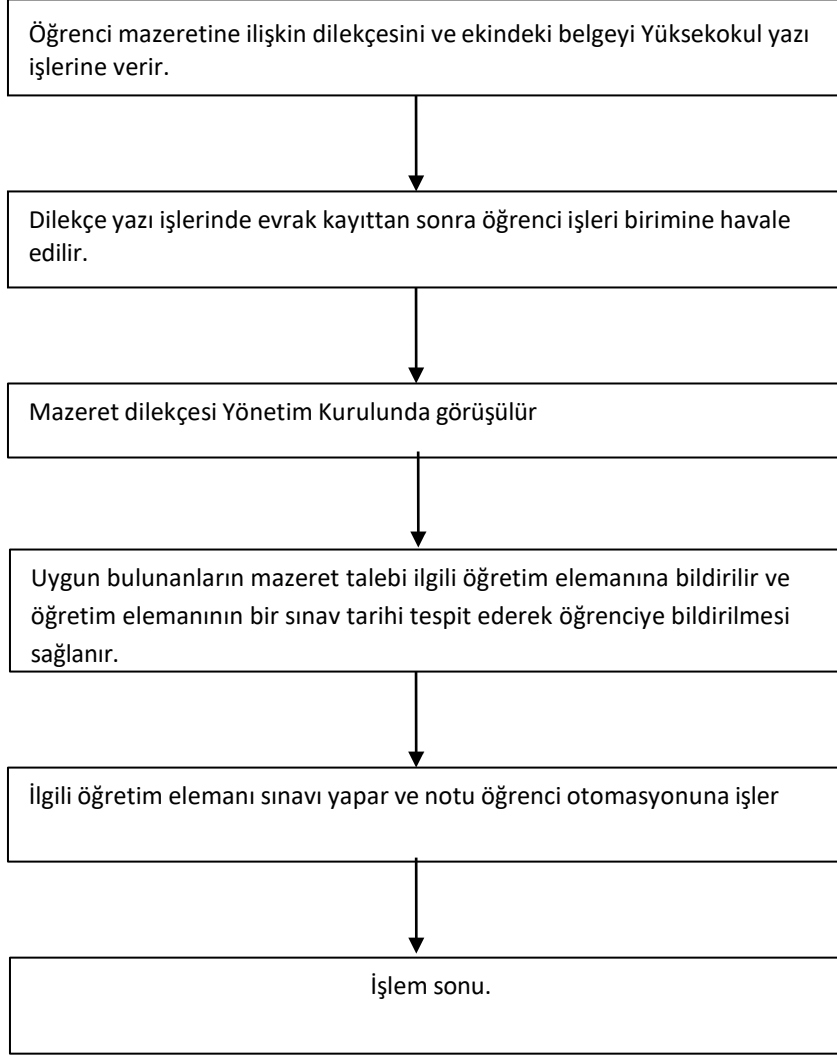 Öğrenci mazeretine ilişkin dilekçesini ve ekindeki belgeyi Yüksekokul yazı
işlerine verir.
Dilekçe yazı işlerinde evrak kayıttan sonra öğrenci işleri birimine havale
edilir.
Mazeret dilekçesi Yönetim Kurulunda görüşülür
Uygun bulunanların mazeret talebi ilgili öğretim elemanına bildirilir ve
öğretim elemanının bir sınav tarihi tespit ederek öğrenciye bildirilmesi
sağlanır.
İlgili öğretim elemanı sınavı yapar ve notu öğrenci otomasyonuna işler
İşlem sonu.